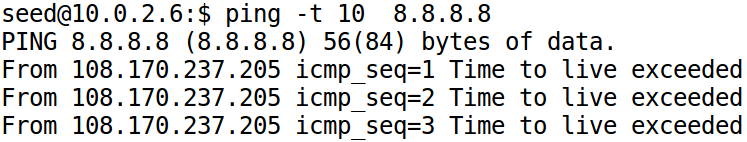 seed@10.0.2.6:$ ping -t 10  8.8.8.8
PING 8.8.8.8 (8.8.8.8) 56(84) bytes of data.
From 108.170.237.205 icmp_seq=1 Time to live exceeded
From 108.170.237.205 icmp_seq=2 Time to live exceeded
From 108.170.237.205 icmp_seq=3 Time to live exceeded